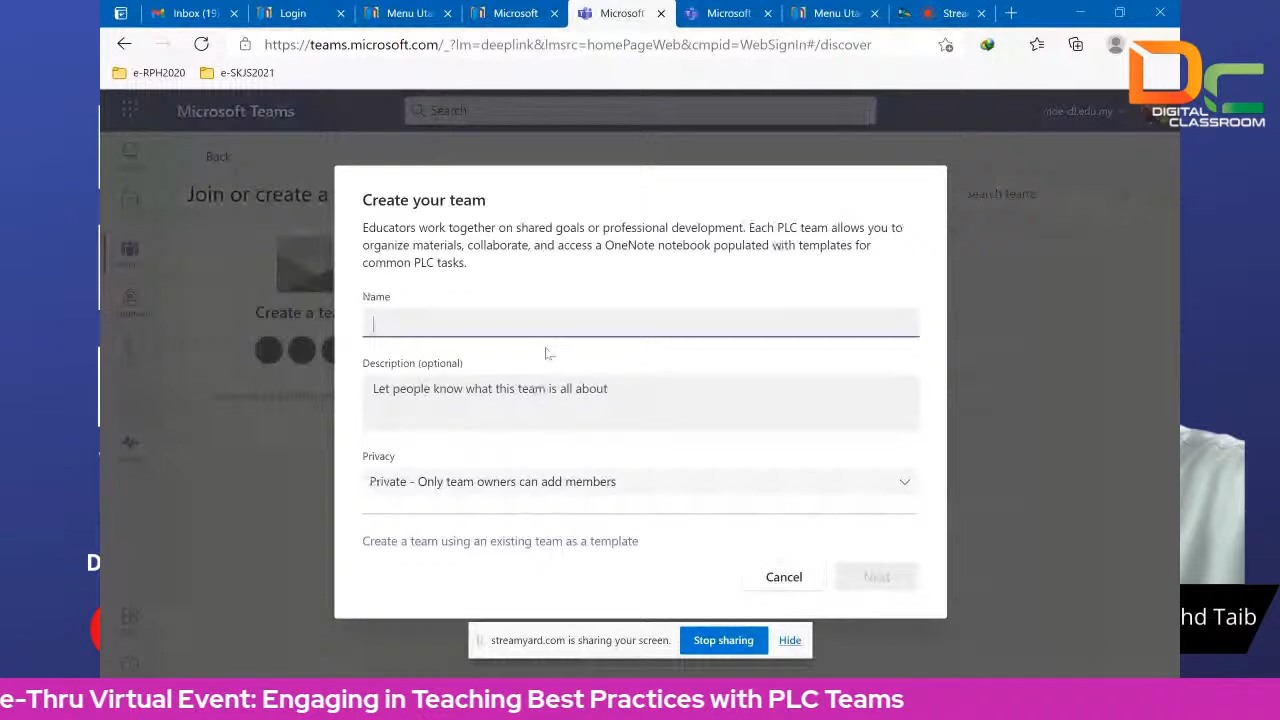 Inbox (19)
Login
Menu Uta
Microsoft
Microsoft
Microsoft
Menu Uta
Strea
https://teams.microsoft.com/_?lm=deeplink&lmsrc=homePageWeb&cmpid=WebSignIn#/discover
e-RPH2020
e-SKJS2021
DC
DIGITAL
CLASSROOM
Microsoft Teams
Search
moe-dl.edu.my
Back
Join or create a
search teams
Create a tea
Create your team
Educators work together on shared goals or professional development. Each PLC team allows you to
organize materials, collaborate, and access a OneNote notebook populated with templates for
common PLC tasks.
Name
Description (optional)
Let people know what this team is all about
Privacy
Private - Only team owners can add members
Create a team using an existing team as a template
Cancel
Next
D
hd Taib
streamyard.com is sharing your screen.
Stop sharing
Hide
e-Thru Virtual Event: Engaging in Teaching Best Practices with PLC Teams